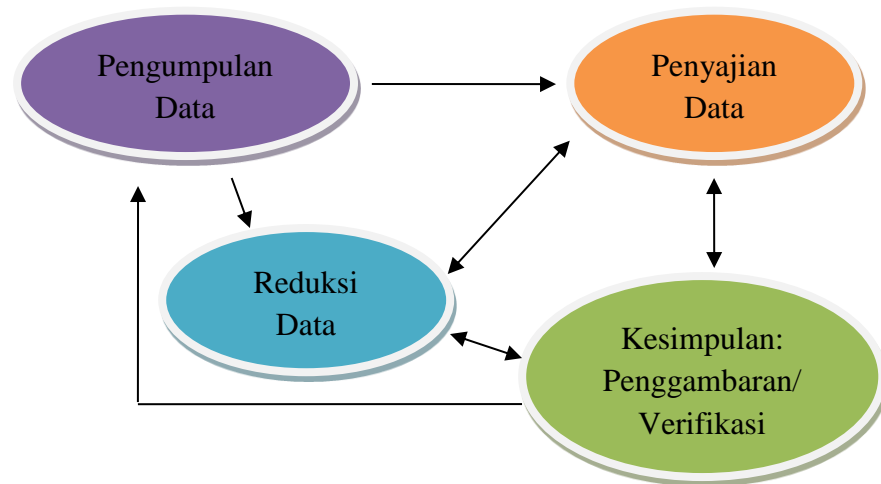 Pengumpulan
Data
Penyajian
Data
Reduksi
Data
Kesimpulan:
Penggambaran/
Verifikasi